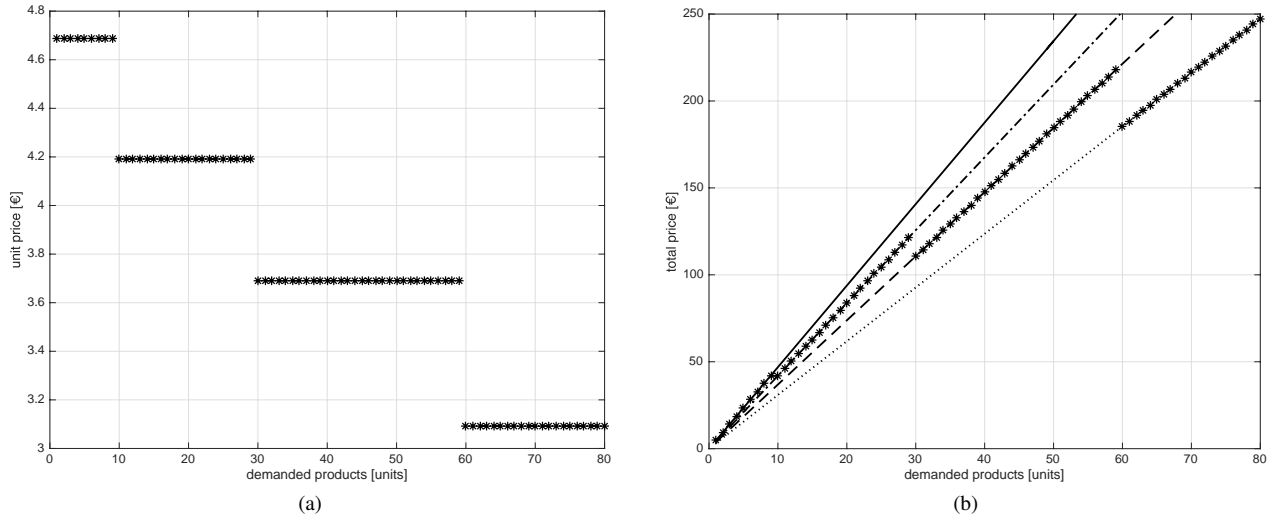 4.8
4.6
4.4
4.2
4
3.8
3.6
3.4
3.2
3
unit price [€]
0 10 20 30 40 50 60 70 80
demanded products [units]
(a)
250
200
150
100
50
0
total price [€]
0 10 20 30 40 50 60 70 80
demanded products [units]
(b)